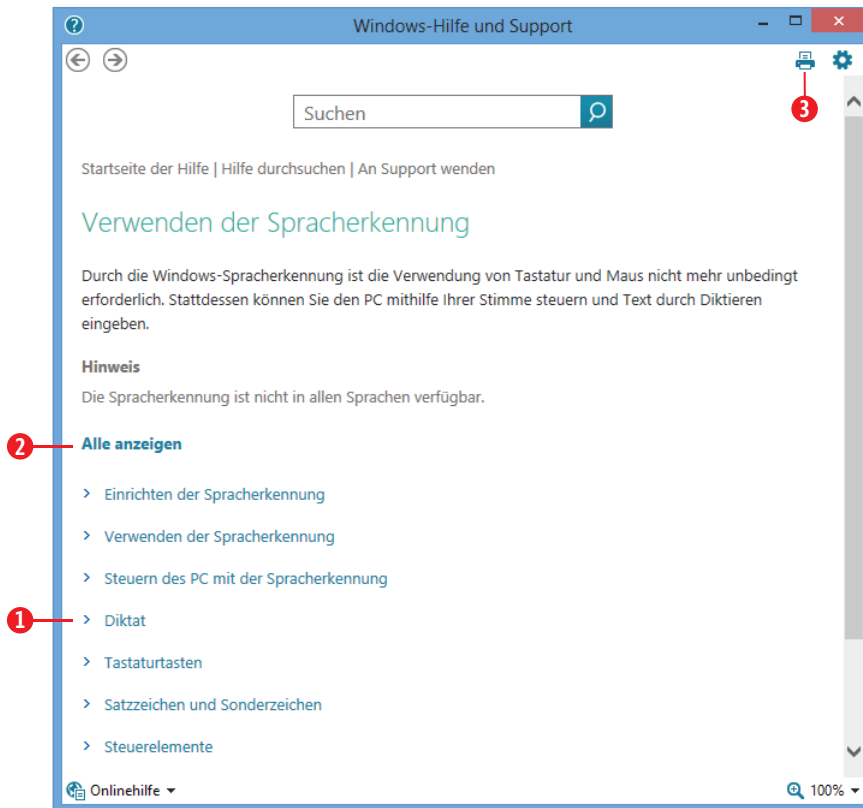 Windows-Hilfe und Support
3
Suchen
Startseite der Hilfe | Hilfe durchsuchen | An Support wenden
Verwenden der Spracherkennung
Durch die Windows-Spracherkennung ist die Verwendung von Tastatur und Maus nicht mehr unbedingt
erforderlich. Stattdessen können Sie den PC mithilfe Ihrer Stimme steuern und Text durch Diktieren
eingeben.
Hinweis
Die Spracherkennung ist nicht in allen Sprachen verfügbar.
2 Alle anzeigen
Einrichten der Spracherkennung
Verwenden der Spracherkennung
Steuern des PC mit der Spracherkennung
1 Diktat
Tastaturtasten
Satzzeichen und Sonderzeichen
Steuerelemente
Onlinehilfe 100%